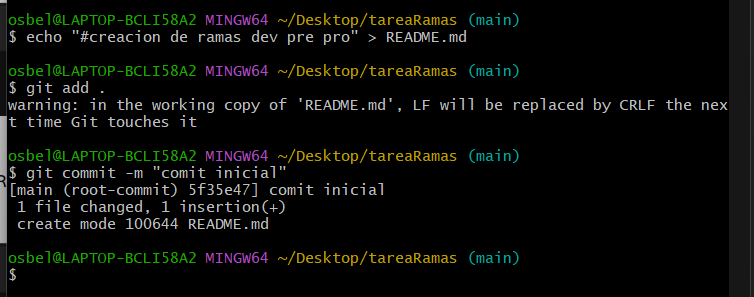 osbel@LAPTOP-BCLI58A2 MINGW64 ~/Desktop/tareaRamas (main)
$ echo "#creacion de ramas dev pre pro" > README.md
osbel@LAPTOP-BCLI58A2 MINGW64 ~/Desktop/tareaRamas (main)
$ git add .
warning: in the working copy of 'README.md', LF will be replaced by CRLF the nex
t time Git touches it
osbel@LAPTOP-BCLI58A2 MINGW64 ~/Desktop/tareaRamas (main)
$ git commit -m "comit inicial"
[main (root-commit) 5f35e47] comit inicial
 1 file changed, 1 insertion(+)
 create mode 100644 README.md
osbel@LAPTOP-BCLI58A2 MINGW64 ~/Desktop/tareaRamas (main)
$